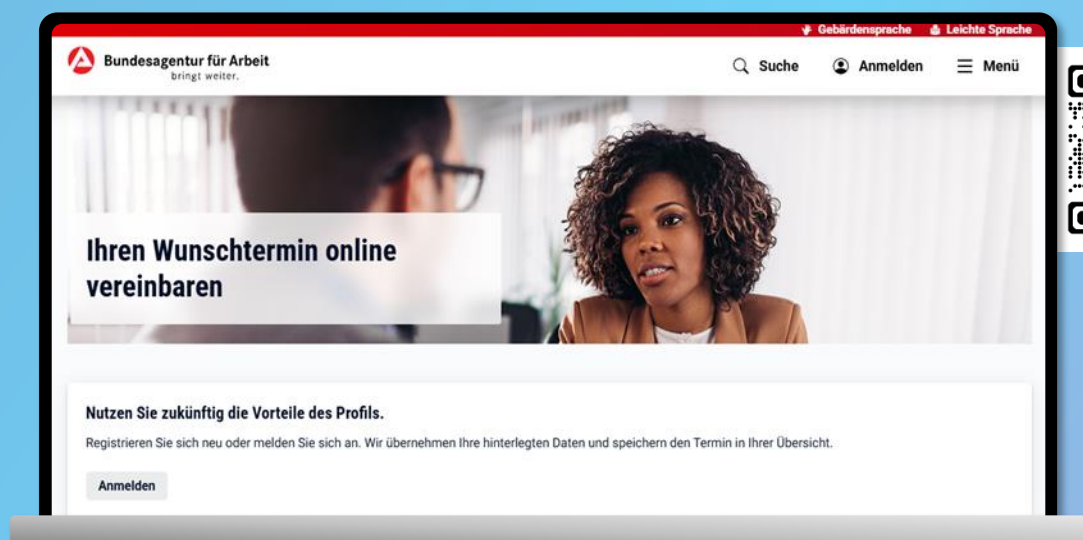 Gebärdensprache Leichte Sprache
Bundesagentur für Arbeit
bringt weiter.
Suche Anmelden Menü
Ihren Wunschtermin online
vereinbaren
Nutzen Sie zukünftig die Vorteile des Profils.
Registrieren Sie sich neu oder melden Sie sich an. Wir übernehmen Ihre hinterlegten Daten und speichern den Termin in Ihrer Übersicht.
Anmelden